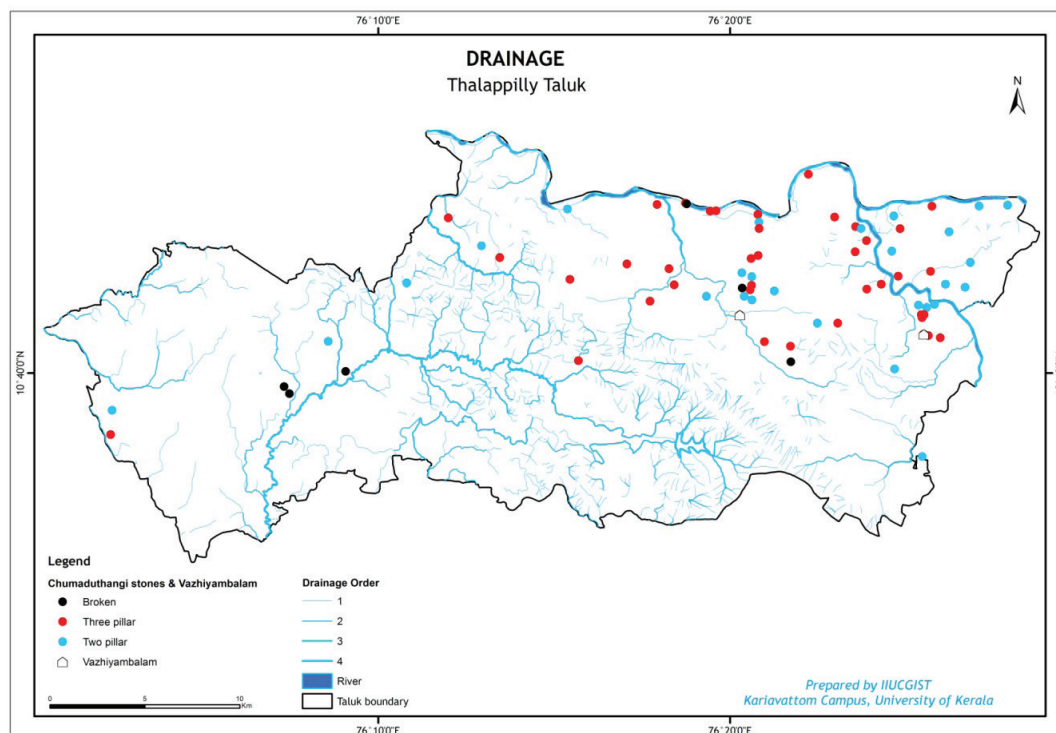 76°10'0"E
76°20'0"E
DRAINAGE
Thalappilly Taluk
N
10°40'0"N
Legend
Chumaduthangi stones & Vazhiyambalam
Broken
Three pillar
Two pillar
Vazhiyambalam
0
5
10
Km
Drainage Order
1
2
3
4
River
Taluk boundary
Prepared by IIUCGIST
Kariavattom Campus, University of Kerala
76°10'0"E
76°20'0"E